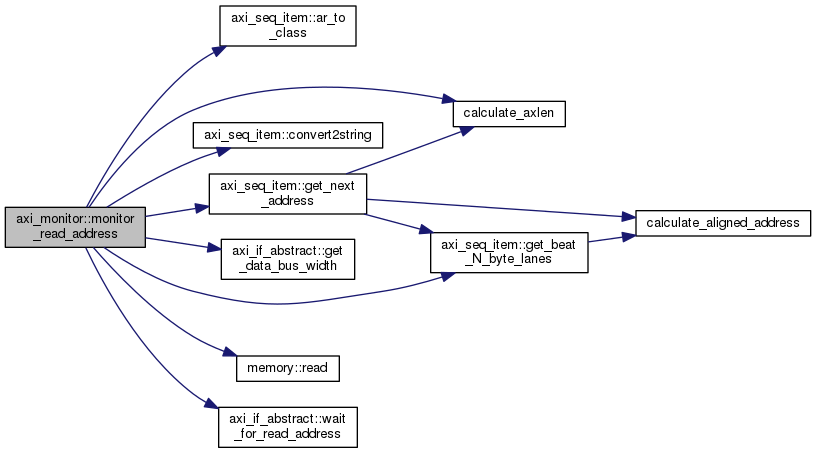 axi_seq_item::ar_to
_class
calculate_axlen
axi_seq_item::convert2string
axi_seq_item::get_next
_address
axi_monitor::monitor
_read_address
calculate_aligned_address
axi_seq_item::get_beat
_N_byte_lanes
axi_if_abstract::get
_data_bus_width
memory::read
axi_if_abstract::wait
_for_read_address